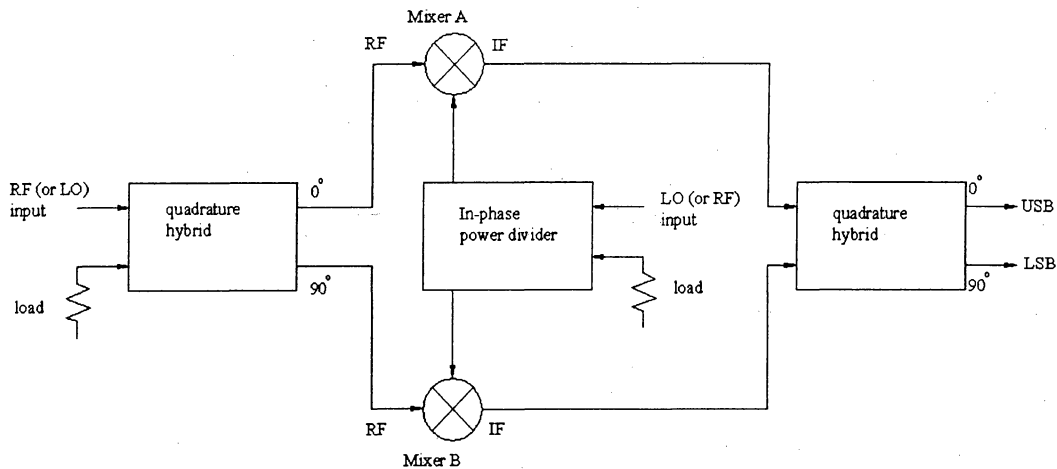 Mixer A
RF
IF
RF (or LO)
input
quadrature
hybrid
0°
90°
load
In-phase
power divider
LO (or RF)
input
load
quadrature
hybrid
0°
USB
LSB
90°
RF
IF
Mixer B